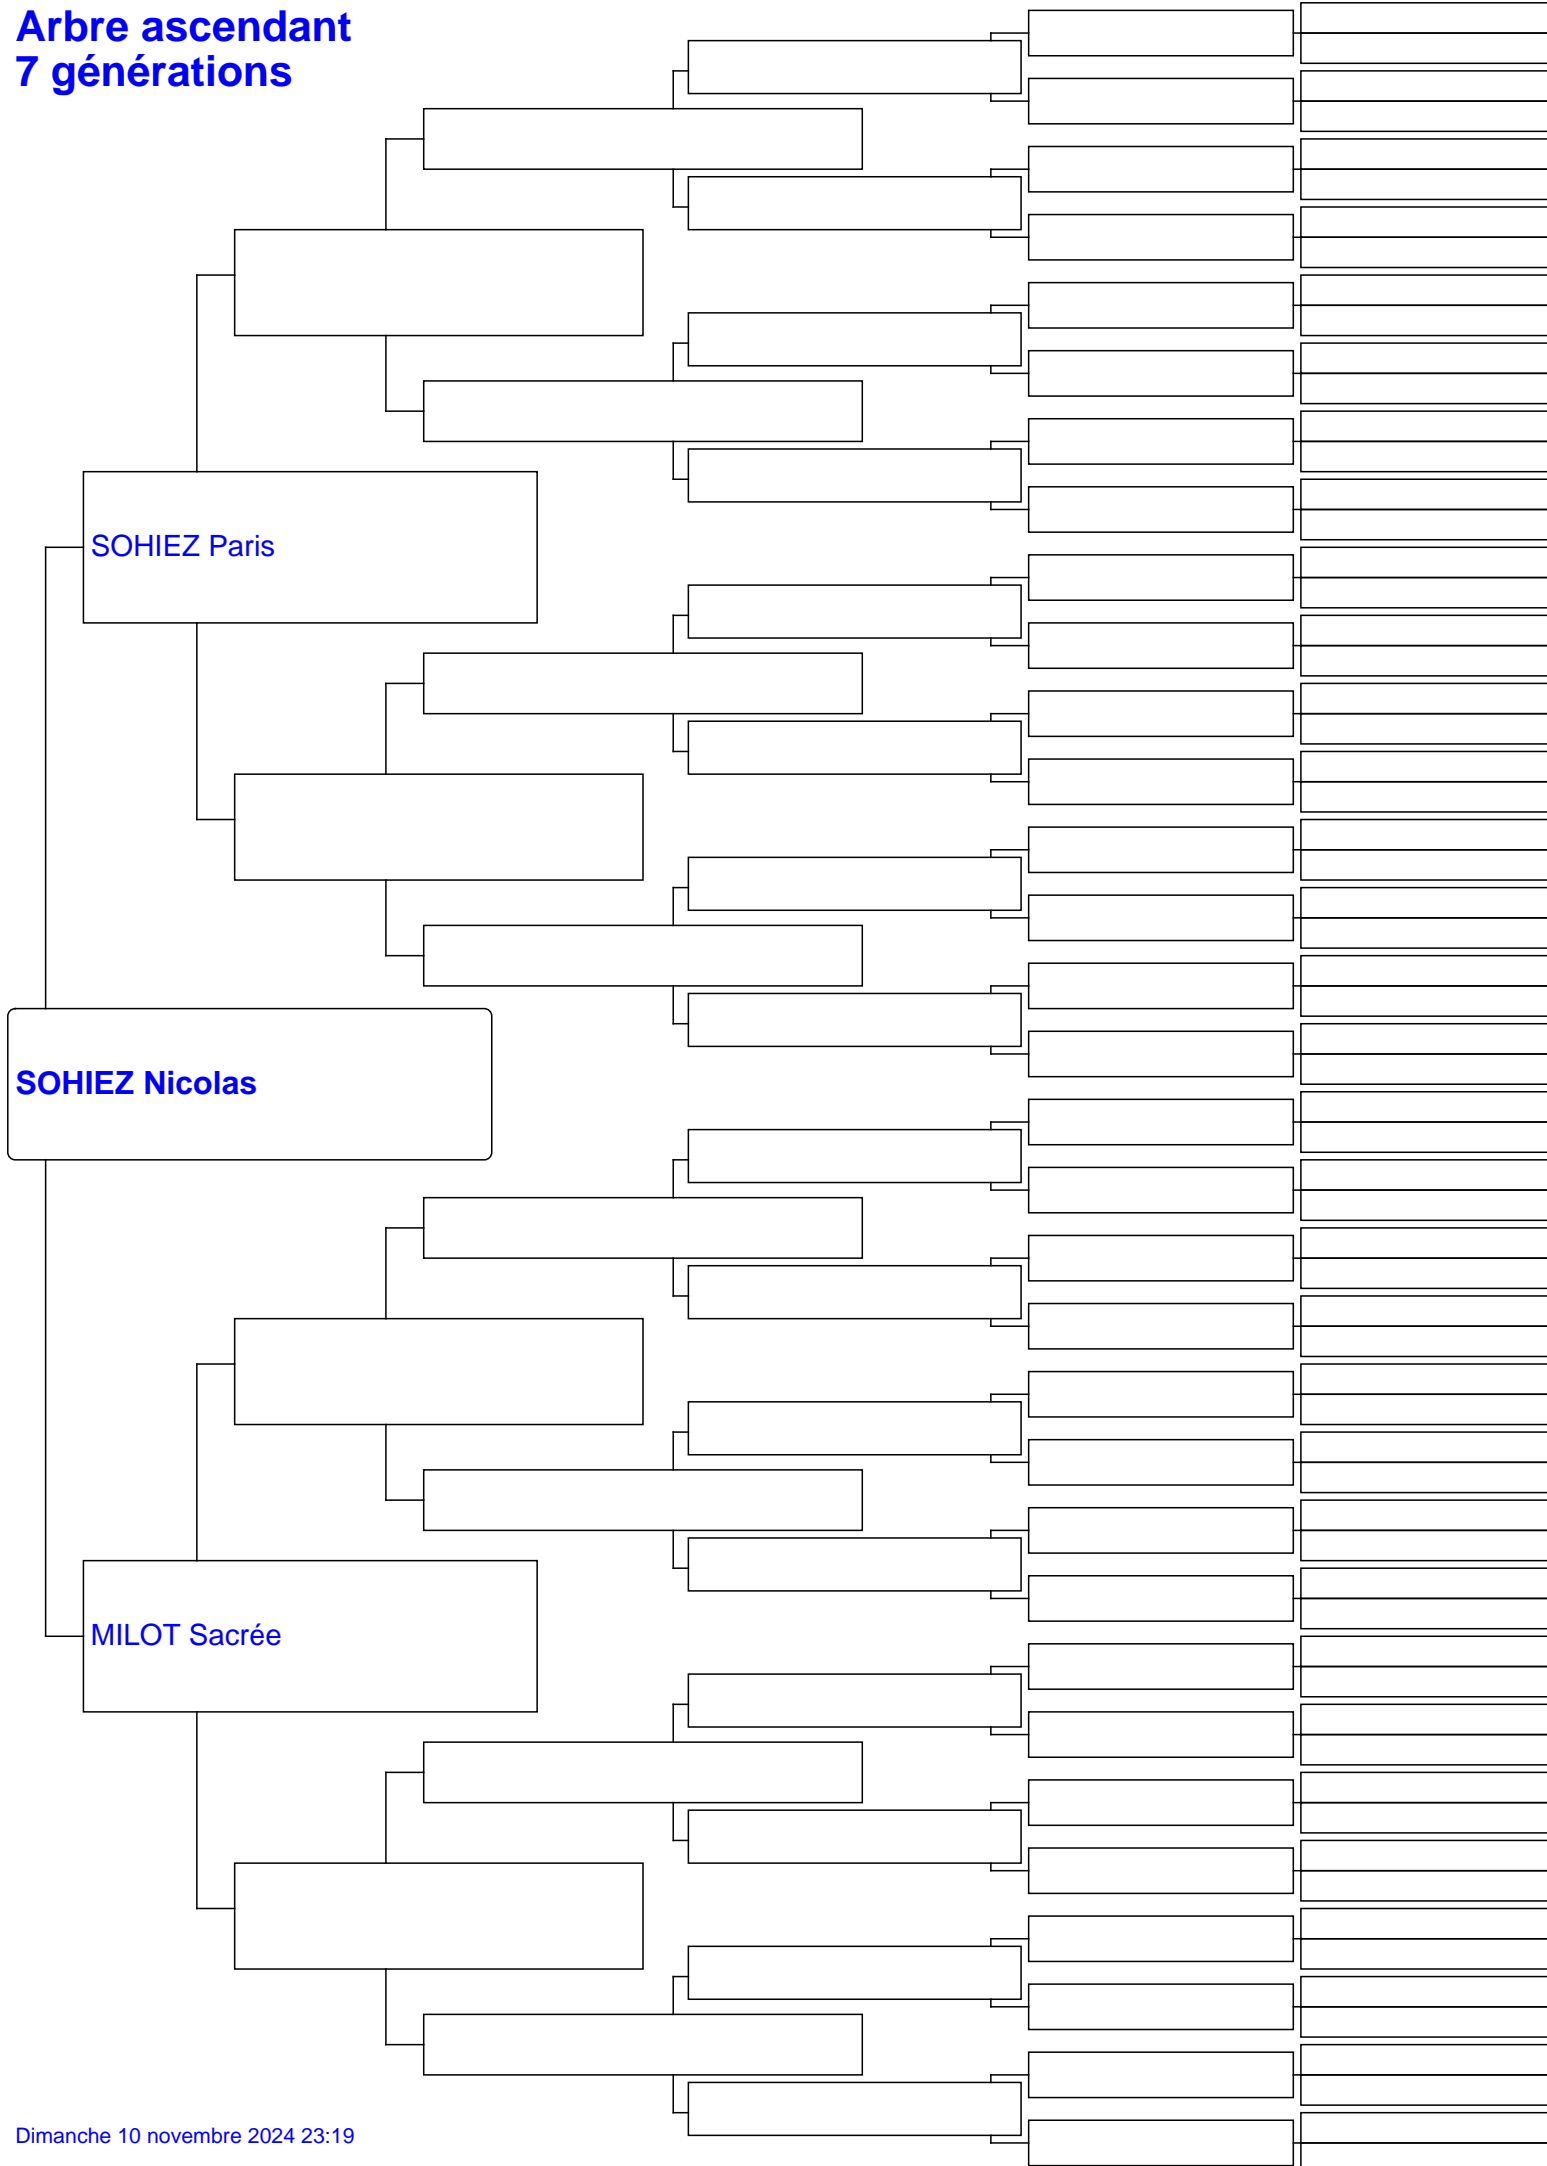 Arbre ascendant
7 générations
SOHIEZ Paris
SOHIEZ Nicolas
MILOT Sacrée
Dimanche 10 novembre 2024 23:19